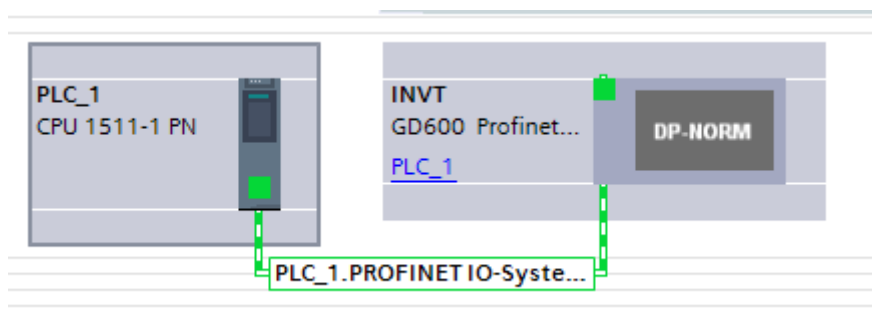 PLC_1
CPU 1511-1 PN
INVT
GD600 Profinet...
PLC_1
DP-NORM
PLC_1.PROFINET IO-Syste...